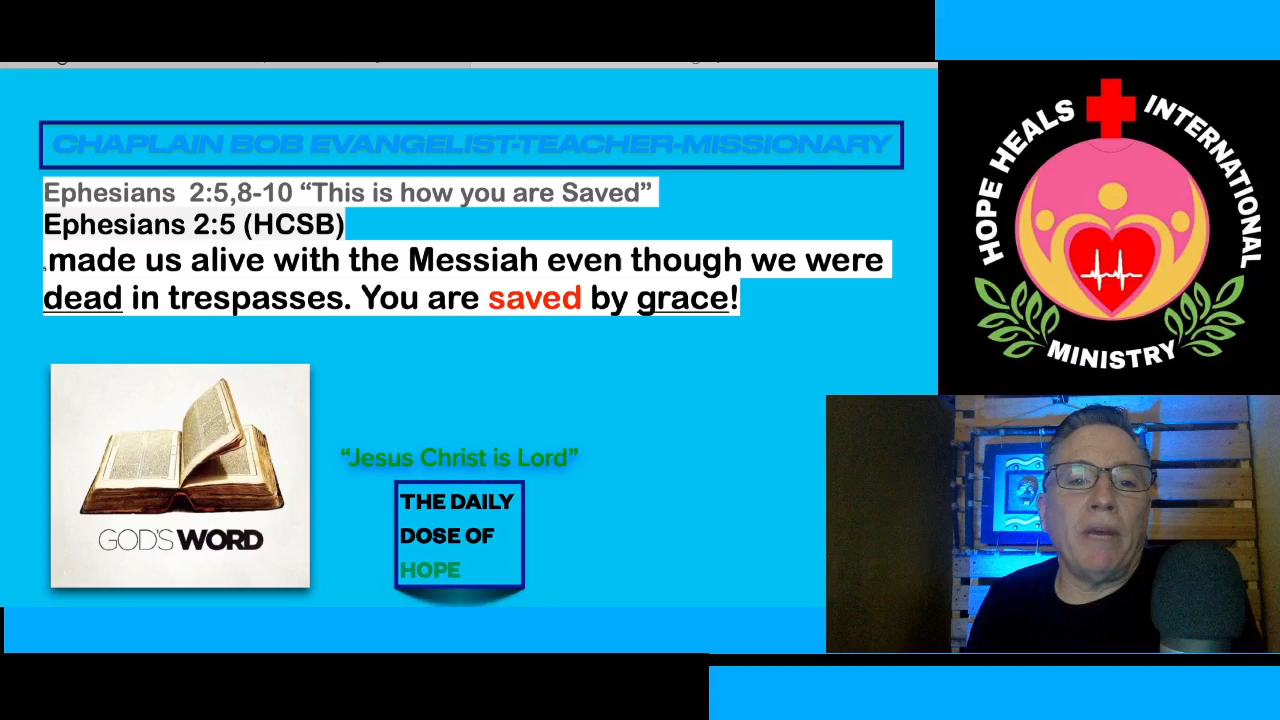 CHAPLAIN BOB EVANGELIST-TEACHER-MISSIONARY
Ephesians 2:5,8-10 “This is how you are Saved”
Ephesians 2:5 (HCSB)
made us alive with the Messiah even though we were
dead in trespasses. You are saved by grace!
GOD'S WORD
“Jesus Christ is Lord”
THE DAILY
DOSE OF
HOPE
HOPE HEALS INTERNATIONAL
MINISTRY